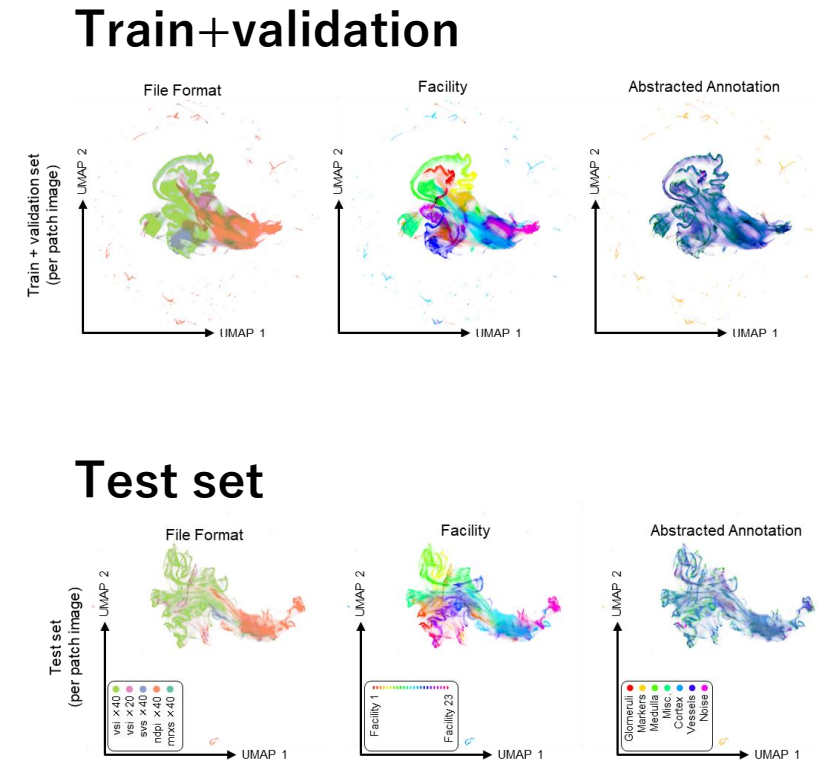 Train+validation
File Format
Facility
Abstracted Annotation
Train + validation set
(per patch image)
UMAP 2
UMAP 1
UMAP 2
UMAP 1
UMAP 2
UMAP 1
Test set
File Format
Facility
Abstracted Annotation
Test set
(per patch image)
UMAP 2
vsi ×40
vsi ×20
svs ×40
ndpi ×40
mrxs ×40
UMAP 1
UMAP 2
Facility 1
Facility 23
UMAP 1
UMAP 2
Glomeruli
Markers
Medulla
Misc.
Cortex
Vessels
Noise
UMAP 1